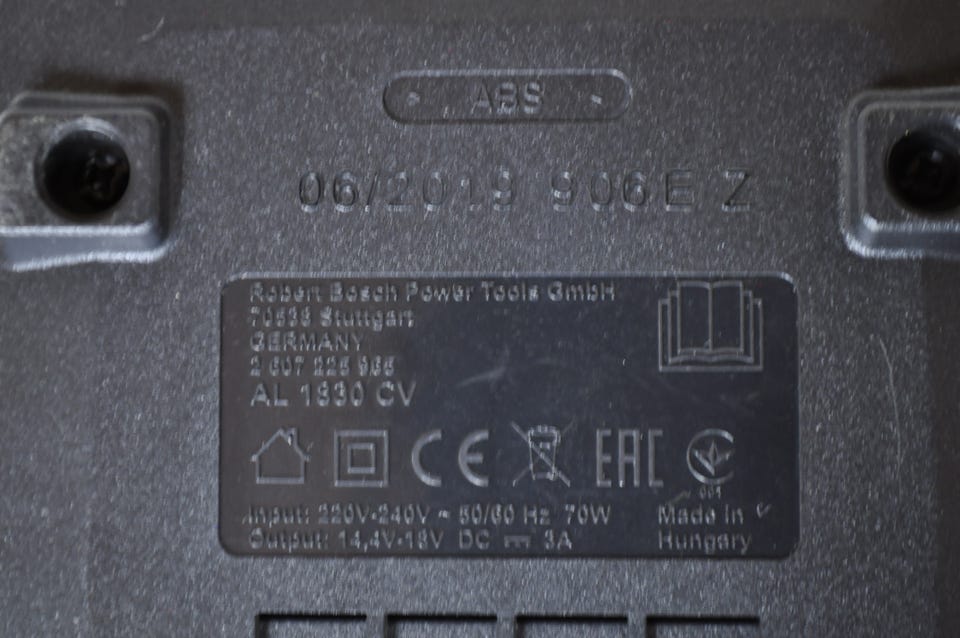 ABS
06/2019 906E Z
Robert Bosch Power Tools GmbH
70538 Stuttgart
GERMANY
2 607 225 965
AL 1830 CV
CE EAC
001
Input: 220V-240V ~ 50/60 Hz 70W
Output: 14,4V-18V DC 3A
Made in
Hungary